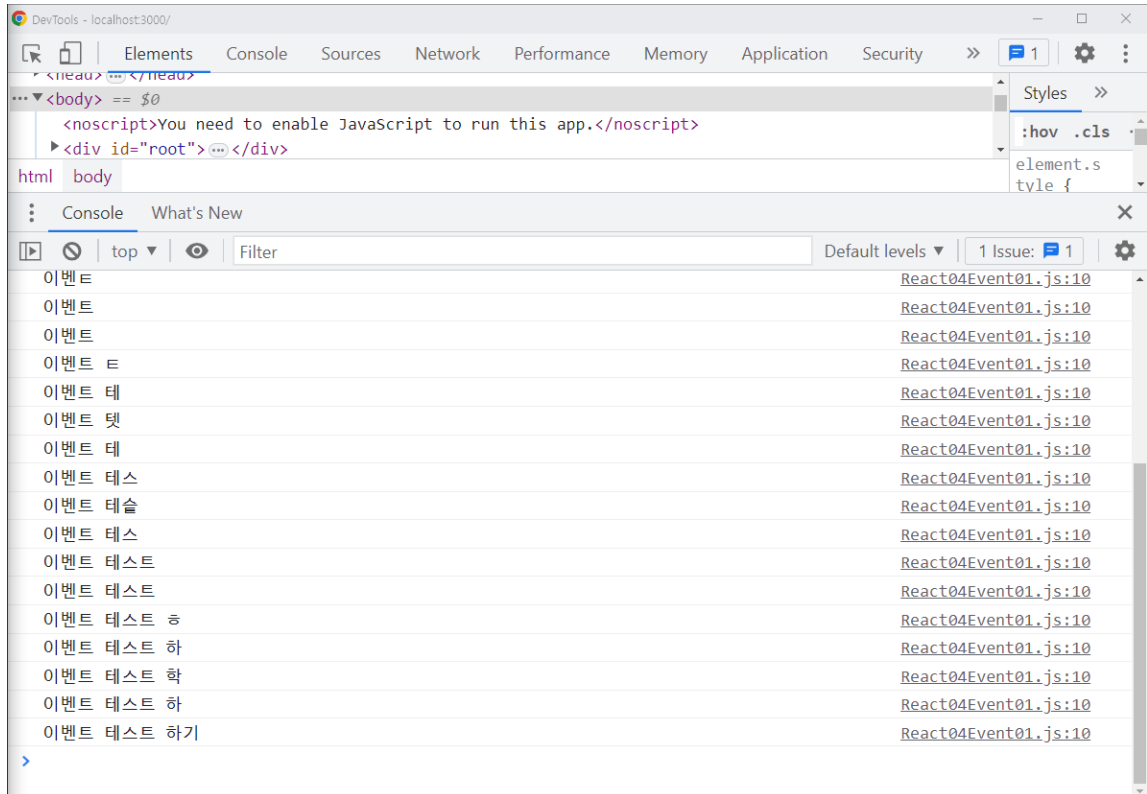 DevTools - localhost:3000/
Elements Console Sources Network Performance Memory Application Security » 1
<head> … </head>
… ▼<body> == $0
<noscript>You need to enable JavaScript to run this app.</noscript>
▶<div id="root"> … </div>
html body
Styles »
:hov .cls
element.s
tyle {
Console What's New
top ▼ Filter Default levels ▼ 1 Issue: 1
이벤ㅌ React04Event01.js:10
이벤트 React04Event01.js:10
이벤트 React04Event01.js:10
이벤트 ㅌ React04Event01.js:10
이벤트 테 React04Event01.js:10
이벤트 텟 React04Event01.js:10
이벤트 테 React04Event01.js:10
이벤트 테스 React04Event01.js:10
이벤트 테슽 React04Event01.js:10
이벤트 테스 React04Event01.js:10
이벤트 테스트 React04Event01.js:10
이벤트 테스트 React04Event01.js:10
이벤트 테스트 ㅎ React04Event01.js:10
이벤트 테스트 하 React04Event01.js:10
이벤트 테스트 학 React04Event01.js:10
이벤트 테스트 하 React04Event01.js:10
이벤트 테스트 하기 React04Event01.js:10
>